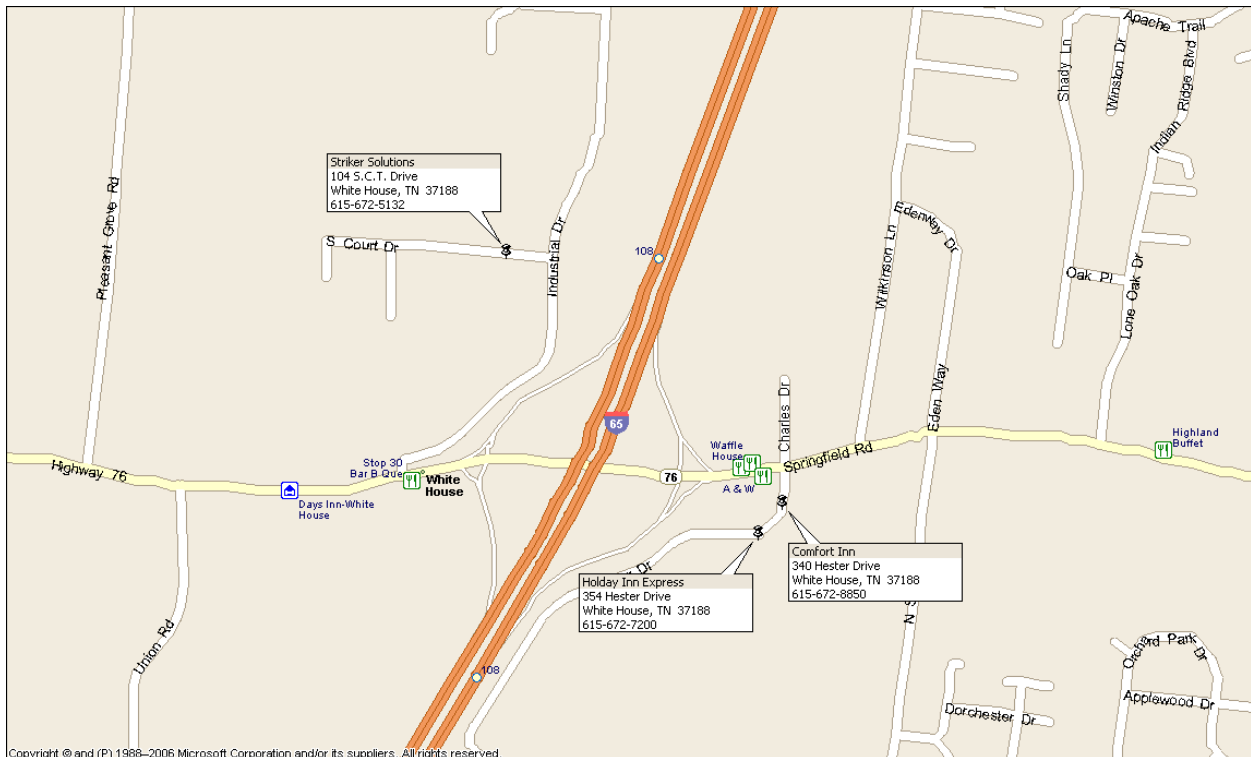 Apache Trail
Shady Ln
Winston Dr
Indian Ridge Blvd
Striker Solutions
104 S.C.T. Drive
White House, TN 37188
615-672-5132
Pleasant Grove Rd
S Court Dr
Industrial Dr
108
Wilkinson Ln
Edenway Dr
Oak Pl
Lone Oak Dr
65
Charles Dr
Eden Way
Highland
Buffet
Waffle
House
Springfield Rd
Highway 76
Stop 30
Bar B Que
White
House
76
A & W
Days Inn-White
House
Comfort Inn
340 Hester Drive
White House, TN 37188
615-672-8850
Holday Inn Express
354 Hester Drive
White House, TN 37188
615-672-7200
Dr
N
Union Rd
108
Orchard Park Dr
Applewood Dr
Dorchester Dr
Copyright © and (P) 1988–2006 Microsoft Corporation and/or its suppliers. All rights reserved.